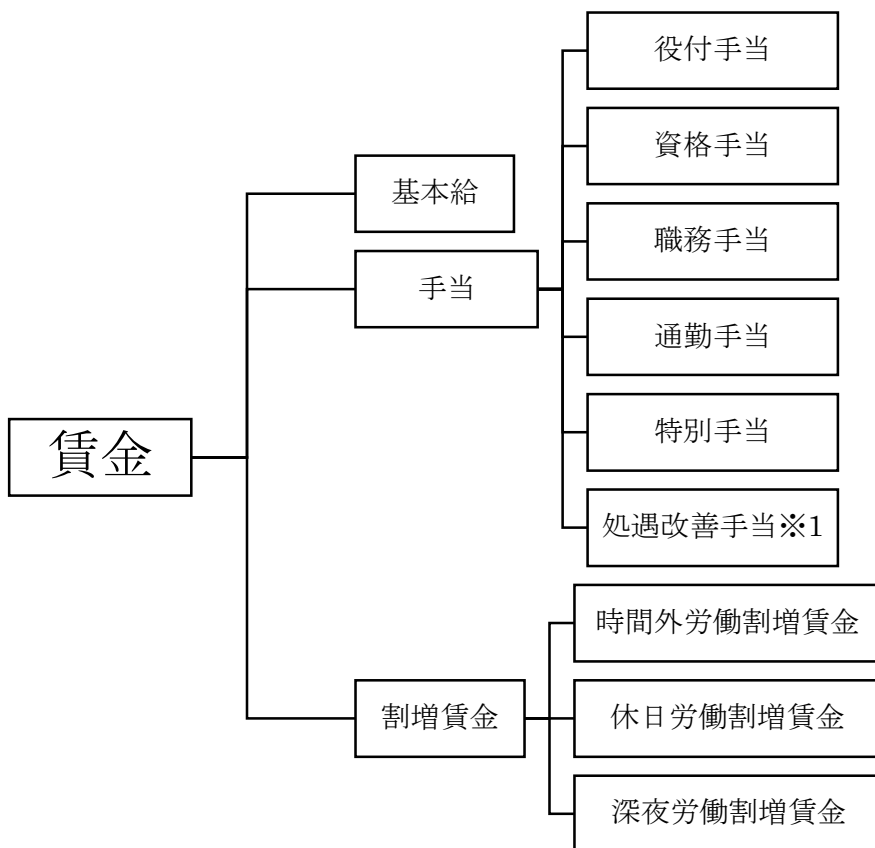 賃金
基本給
手当
役付手当
資格手当
職務手当
通勤手当
特別手当
処遇改善手当※1
割増賃金
時間外労働割増賃金
休日労働割増賃金
深夜労働割増賃金